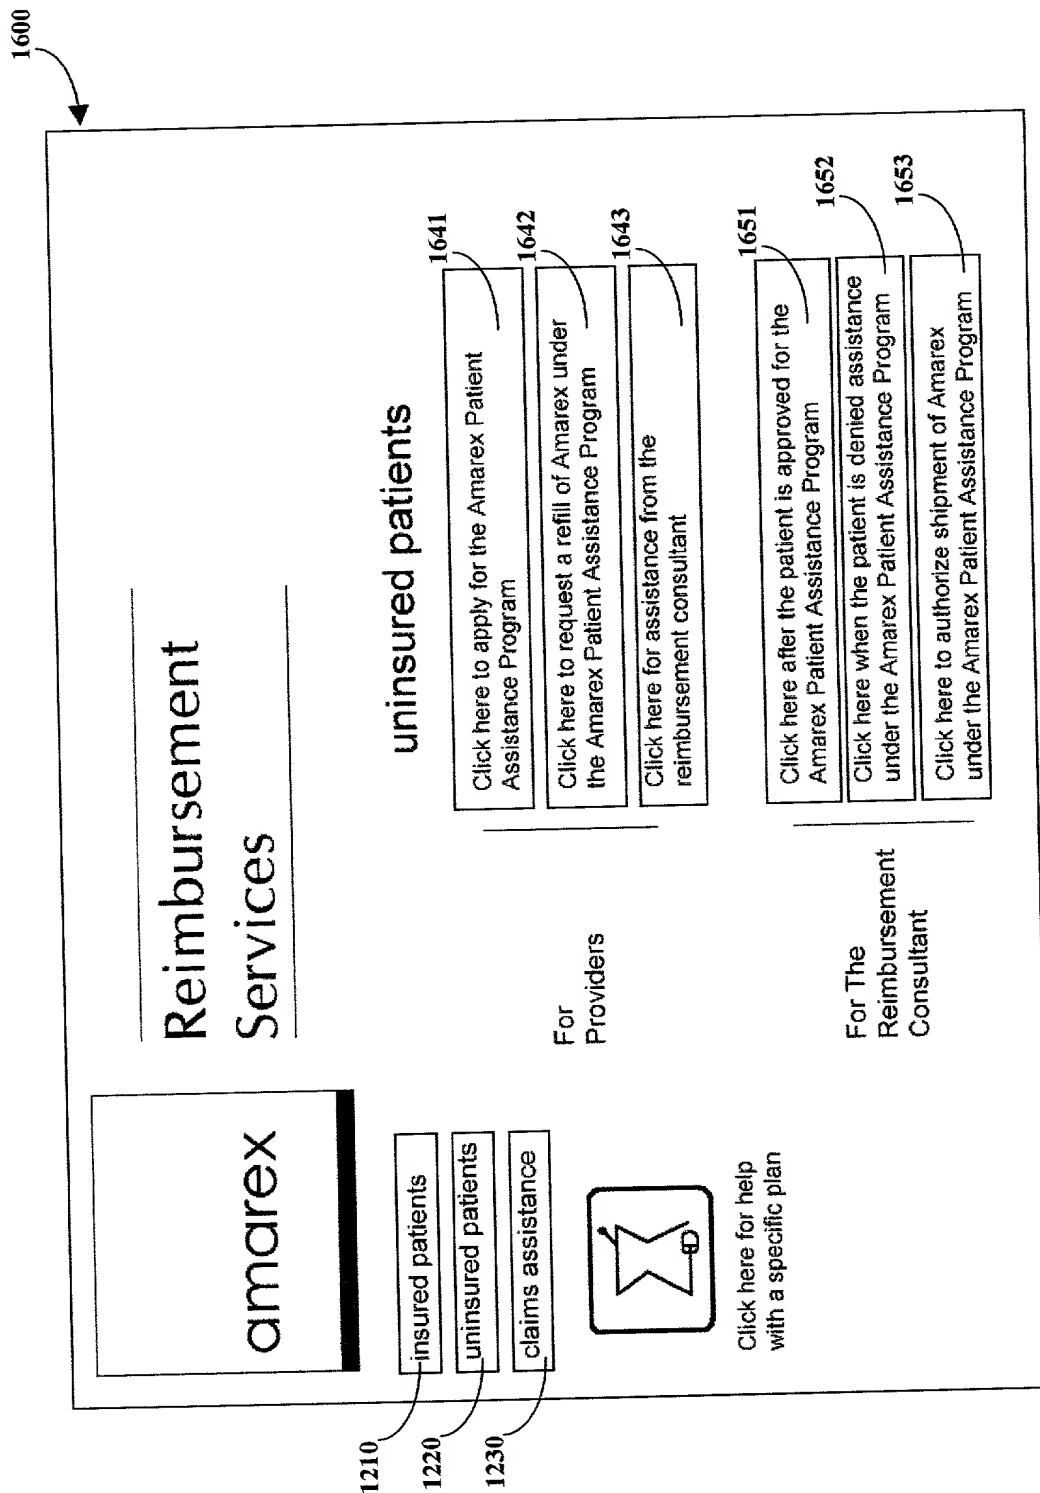 1600
amarex
Reimbursement
Services
1210
insured patients
1220
uninsured patients
1230
claims assistance
Click here for help
with a specific plan
uninsured patients
For
Providers
1641
Click here to apply for the Amarex Patient
Assistance Program
1642
Click here to request a refill of Amarex under
the Amarex Patient Assistance Program
1643
Click here for assistance from the
reimbursement consultant
For The
Reimbursement
Consultant
1651
Click here after the patient is approved for the
Amarex Patient Assistance Program
1652
Click here when the patient is denied assistance
under the Amarex Patient Assistance Program
1653
Click here to authorize shipment of Amarex
under the Amarex Patient Assistance Program